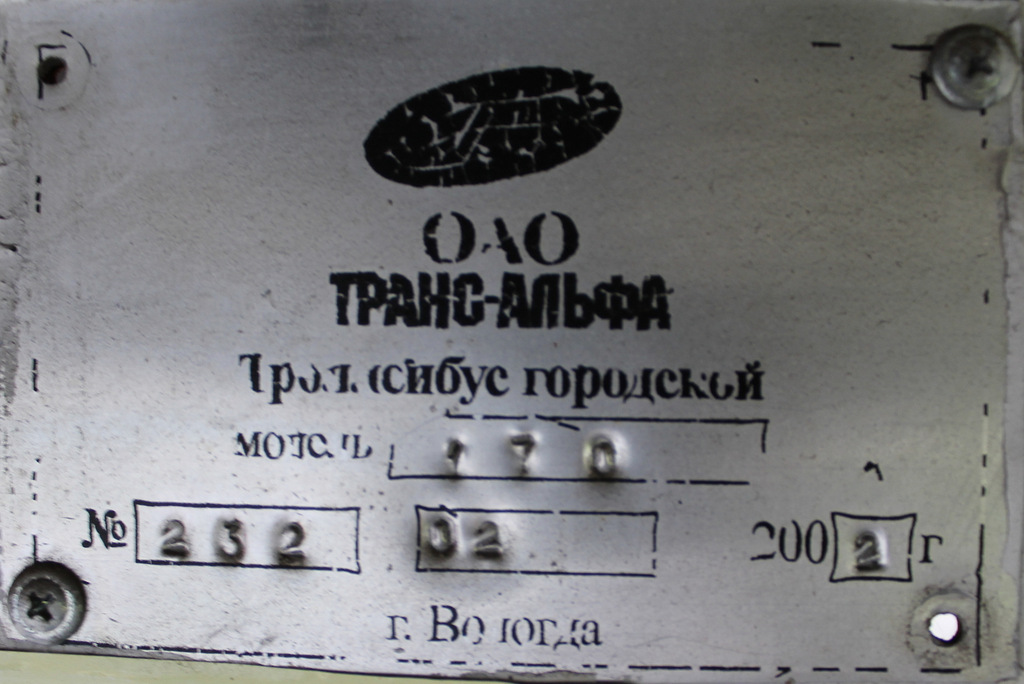 ОАО
ТРАНС-АЛЬФА
Троллейбус городской
модель 170
№ 232 02 2002 г
г. Вологда